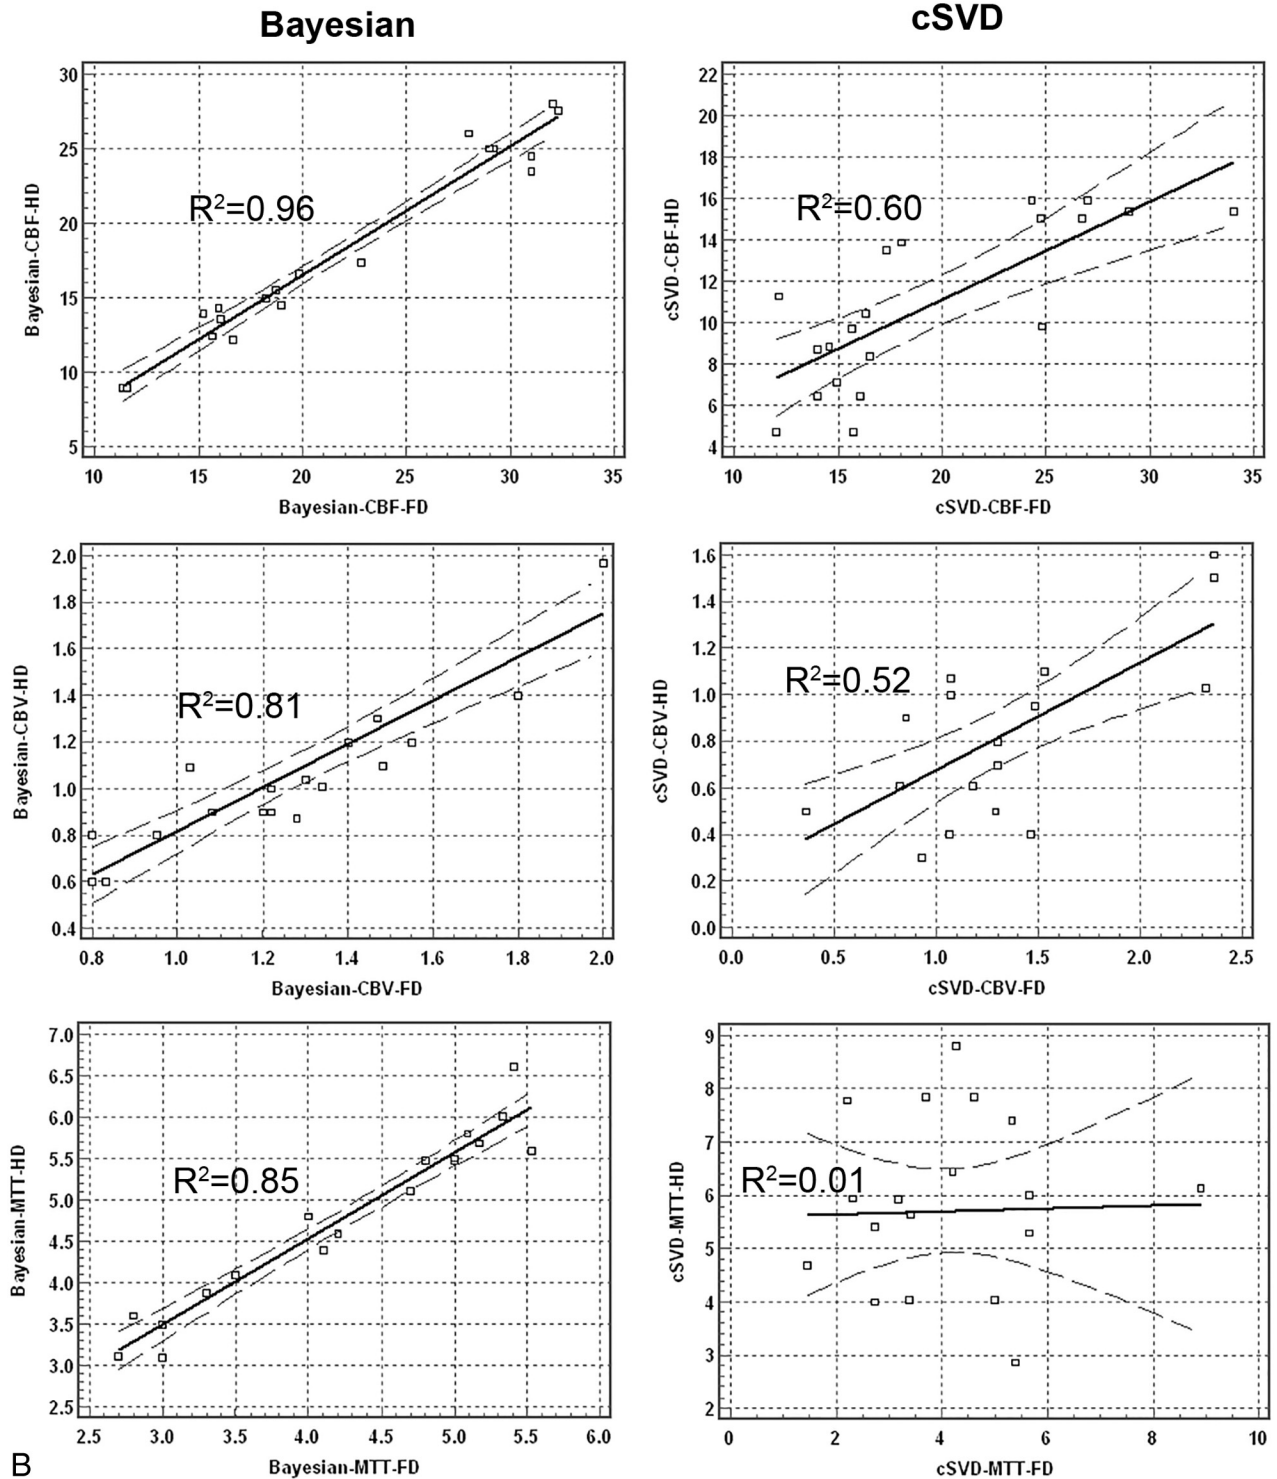 Bayesian
cSVD
30
25
20
15
10
5
R²=0.96
Bayesian-CBF-HD
10 15 20 25 30 35
Bayesian-CBF-FD
22
20
18
16
14
12
10
8
6
4
R²=0.60
cSVD-CBF-HD
10 15 20 25 30 35
cSVD-CBF-FD
2.0
1.8
1.6
1.4
1.2
1.0
0.8
0.6
0.4
R²=0.81
Bayesian-CBV-HD
0.8 1.0 1.2 1.4 1.6 1.8 2.0
Bayesian-CBV-FD
1.6
1.4
1.2
1.0
0.8
0.6
0.4
0.2
0.0
R²=0.52
cSVD-CBV-HD
0.0 0.5 1.0 1.5 2.0 2.5
cSVD-CBV-FD
7.0
6.5
6.0
5.5
5.0
4.5
4.0
3.5
3.0
2.5
R²=0.85
Bayesian-MTT-HD
2.5 3.0 3.5 4.0 4.5 5.0 5.5 6.0
Bayesian-MTT-FD
9
8
7
6
5
4
3
2
R²=0.01
cSVD-MTT-HD
0 2 4 6 8 10
cSVD-MTT-FD
B